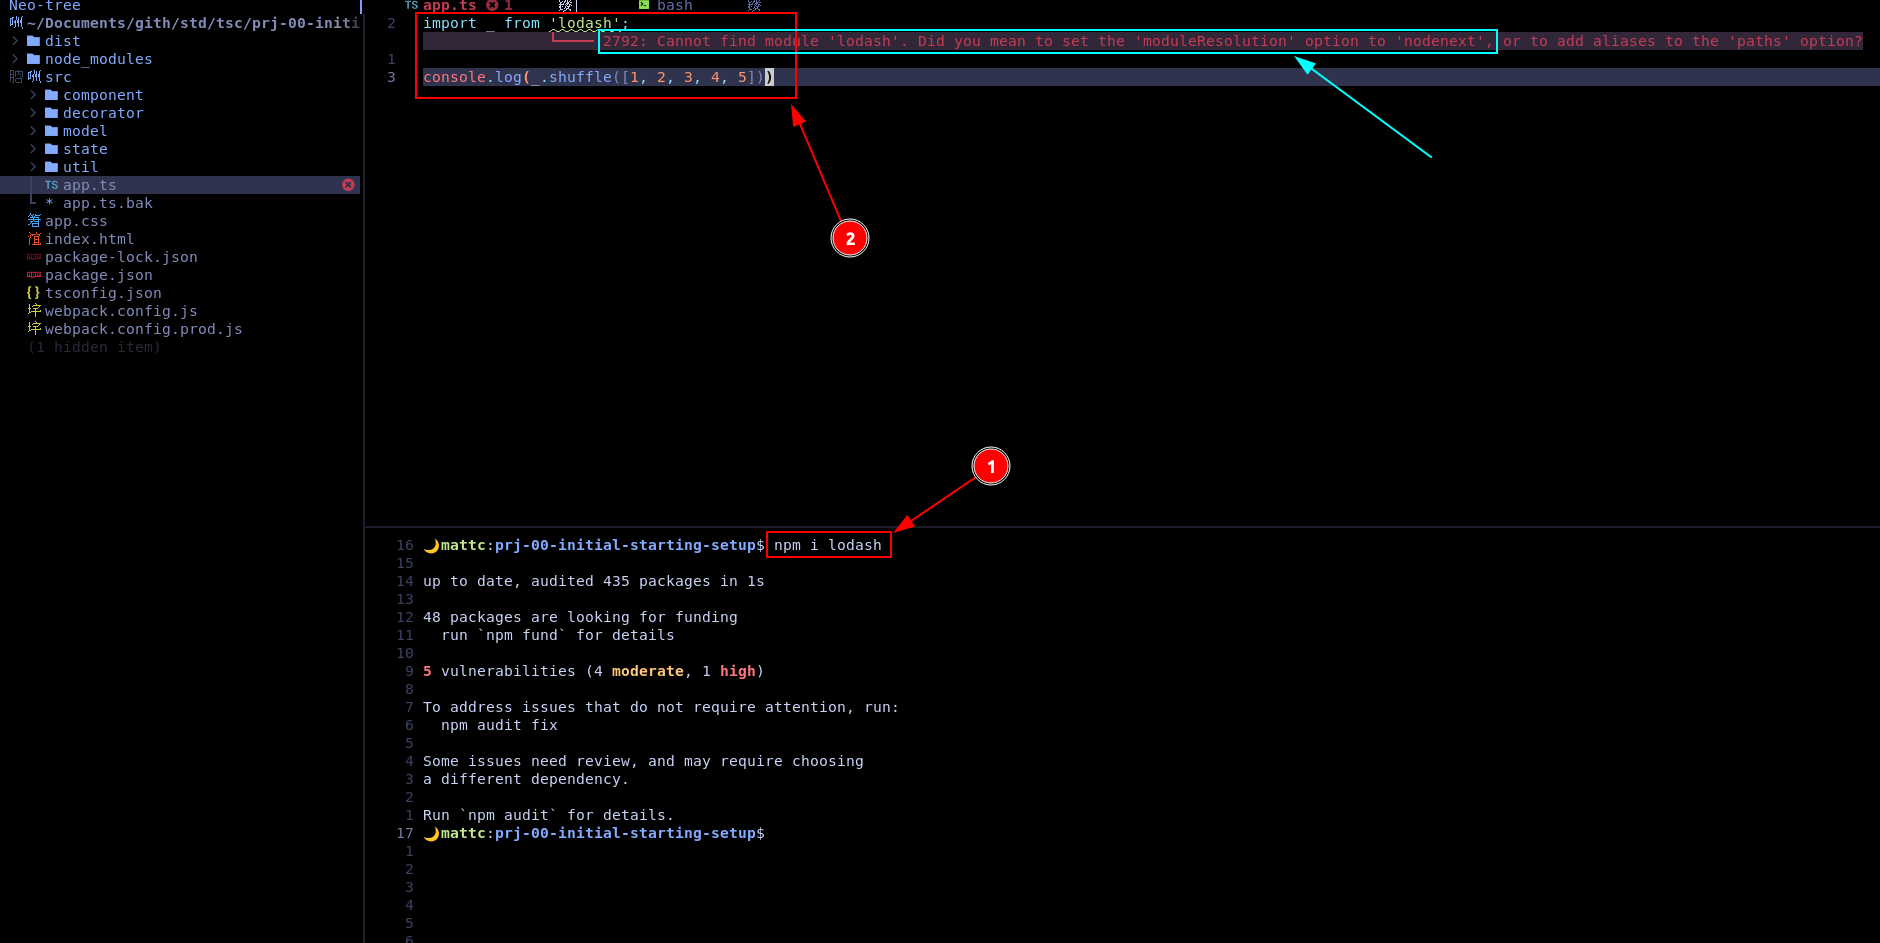 Neo-tree
~/Documents/gith/std/tsc/prj-00-initi
dist
node_modules
src
component
decorator
model
state
util
TS app.ts
* app.ts.bak
app.css
index.html
package-lock.json
package.json
{} tsconfig.json
webpack.config.js
webpack.config.prod.js
(1 hidden item)
TS app.ts 1 bash
2 import _ from 'lodash';
2792: Cannot find module 'lodash'. Did you mean to set the 'moduleResolution' option to 'nodenext', or to add aliases to the 'paths' option?
1
3 console.log(_.shuffle([1, 2, 3, 4, 5]))
2
1
16 mattc:prj-00-initial-starting-setup$ npm i lodash
15
14 up to date, audited 435 packages in 1s
13
12 48 packages are looking for funding
11 run `npm fund` for details
10
9 5 vulnerabilities (4 moderate, 1 high)
8
7 To address issues that do not require attention, run:
6 npm audit fix
5
4 Some issues need review, and may require choosing
3 a different dependency.
2
1 Run `npm audit` for details.
17 mattc:prj-00-initial-starting-setup$
1
2
3
4
5
6